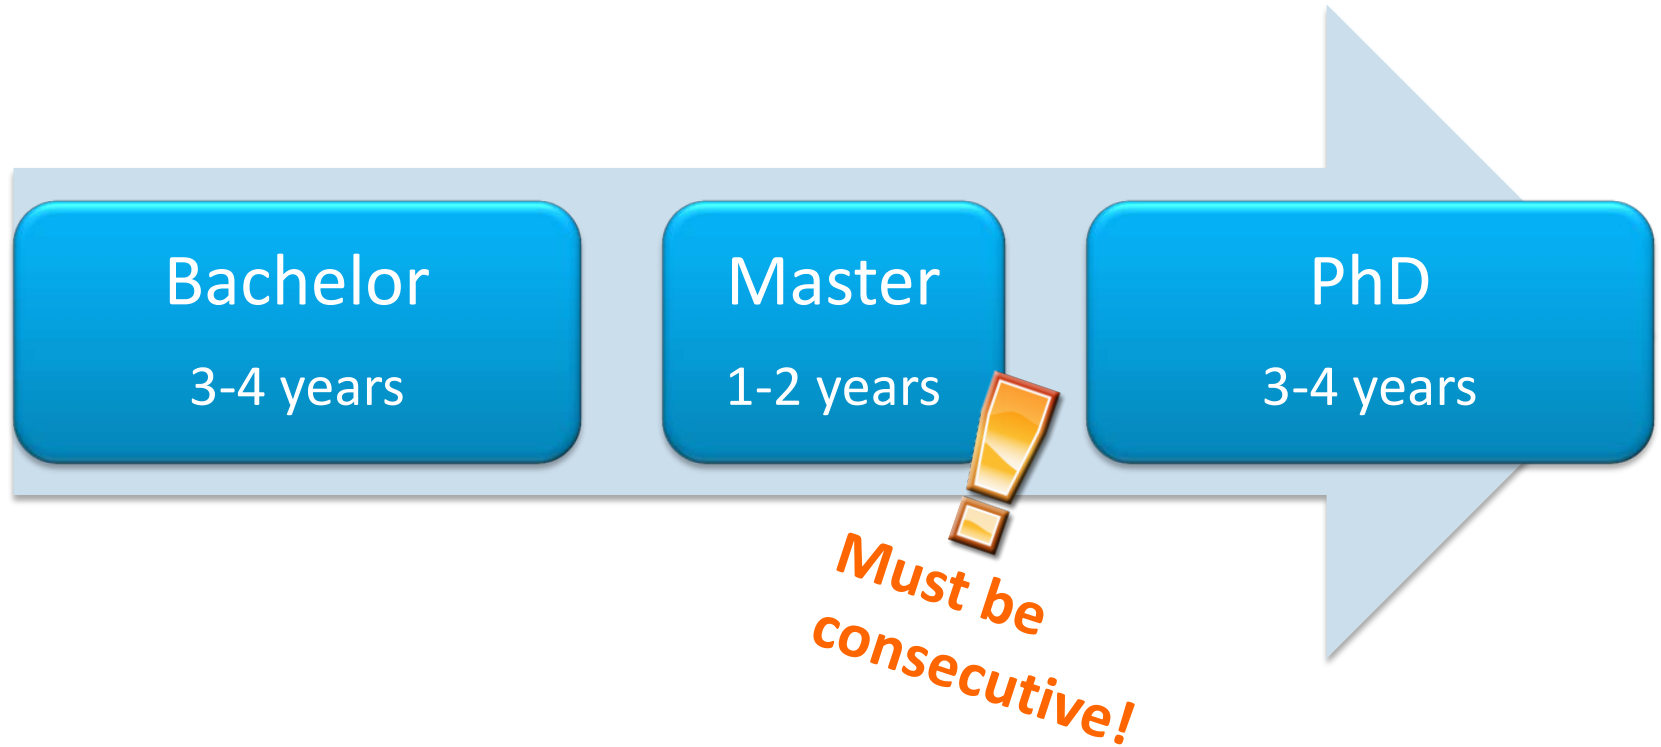 Bachelor
3-4 years
Master
1-2 years
PhD
3-4 years
Must be
consecutive!